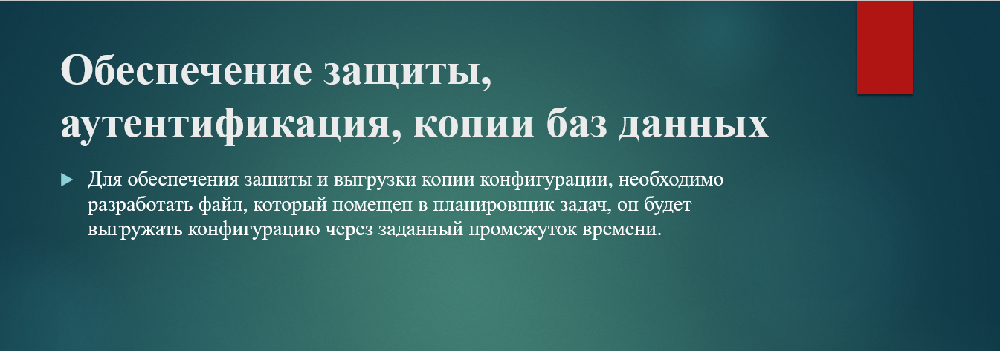 Обеспечение защиты,
аутентификация, копии баз данных
Для обеспечения защиты и выгрузки копии конфигурации, необходимо
разработать файл, который помещен в планировщик задач, он будет
выгружать конфигурацию через заданный промежуток времени.